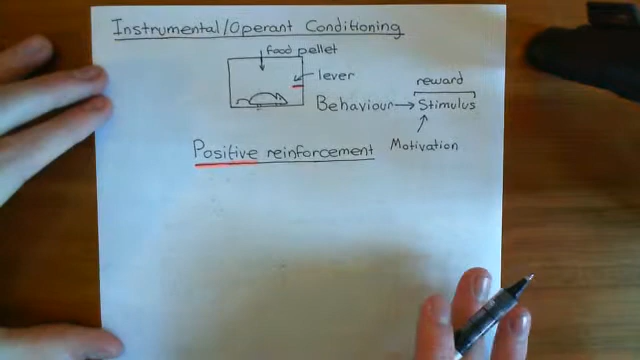 Instrumental/Operant Conditioning
food pellet
lever
reward
Behaviour → Stimulus
Motivation
Positive reinforcement